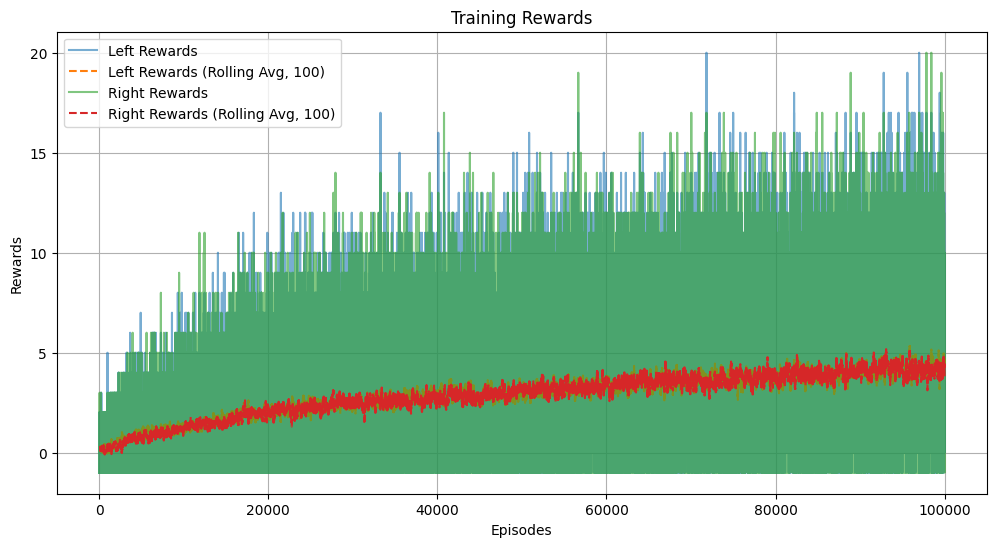 Training Rewards
Left Rewards
Left Rewards (Rolling Avg, 100)
Right Rewards
Right Rewards (Rolling Avg, 100)
Rewards
20
15
10
5
0
0 20000 40000 60000 80000 100000
Episodes